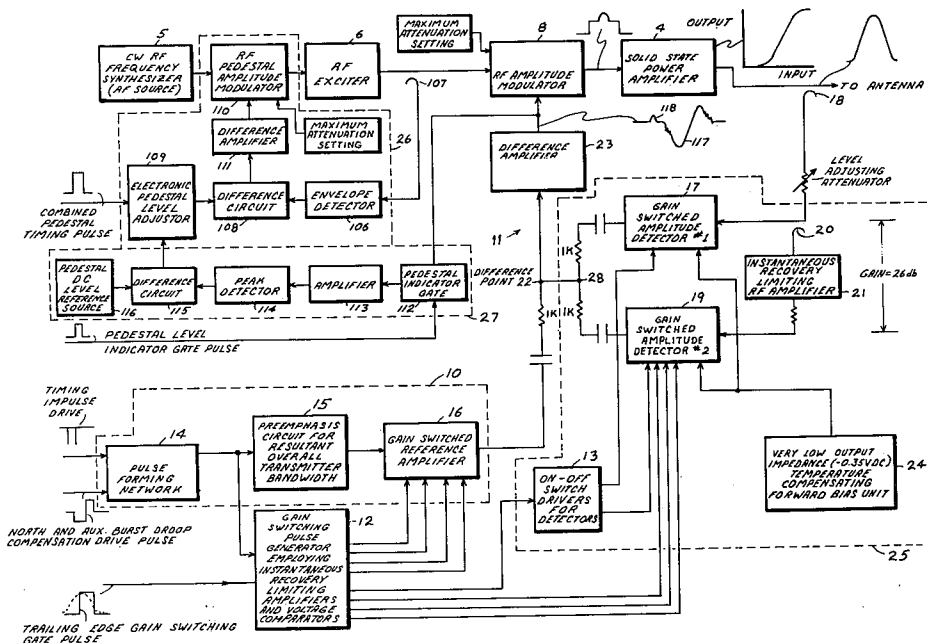 5
CW RF
FREQUENCY
SYNTHESIZER
(RF SOURCE)
RF
PEDESTAL
AMPLITUDE
MODULATOR
110
6
RF
EXCITER
107
MAXIMUM
ATTENUATION
SETTING
8
RF AMPLITUDE
MODULATOR
4
SOLID STATE
POWER
AMPLIFIER
OUTPUT
INPUT
TO ANTENNA
18
LEVEL
ADJUSTING
ATTENUATOR
DIFFERENCE
AMPLIFIER
111
MAXIMUM
ATTENUATION
SETTING
26
118
117
DIFFERENCE
AMPLIFIER
23
109
ELECTRONIC
PEDESTAL
LEVEL
ADJUSTOR
COMBINED
PEDESTAL
TIMING PULSE
DIFFERENCE
CIRCUIT
108
ENVELOPE
DETECTOR
106
11
17
GAIN
SWITCHED
AMPLITUDE
DETECTOR #1
20
INSTANTANEOUS
RECOVERY
LIMITING
RF AMPLIFIER
21
GAIN=26db
PEDESTAL
DC
LEVEL
REFERENCE
SOURCE
116
DIFFERENCE
CIRCUIT
115
PEAK
DETECTOR
114
AMPLIFIER
113
PEDESTAL
INDICATOR
GATE
112
27
DIFFERENCE
POINT 22
28
1K
1K
1K
19
GAIN
SWITCHED
AMPLITUDE
DETECTOR
#2
PEDESTAL LEVEL
INDICATOR GATE PULSE
10
TIMING
IMPULSE
DRIVE
14
PULSE
FORMING
NETWORK
15
PREEMPHASIS
CIRCUIT FOR
RESULTANT
OVERALL
TRANSMITTER
BANDWIDTH
16
GAIN SWITCHED
REFERENCE
AMPLIFIER
13
ON-OFF
SWITCH
DRIVERS
FOR
DETECTORS
VERY LOW OUTPUT
IMPEDANCE (-0.35VDC)
TEMPERATURE
COMPENSATING
FORWARD BIAS UNIT
24
25
NORTH AND AUX. BURST DROOP
COMPENSATION DRIVE PULSE
12
GAIN
SWITCHING
PULSE
GENERATOR
EMPLOYING
INSTANTANEOUS
RECOVERY
LIMITING
AMPLIFIERS
AND VOLTAGE
COMPARATORS
TRAILING EDGE GAIN SWITCHING
GATE PULSE